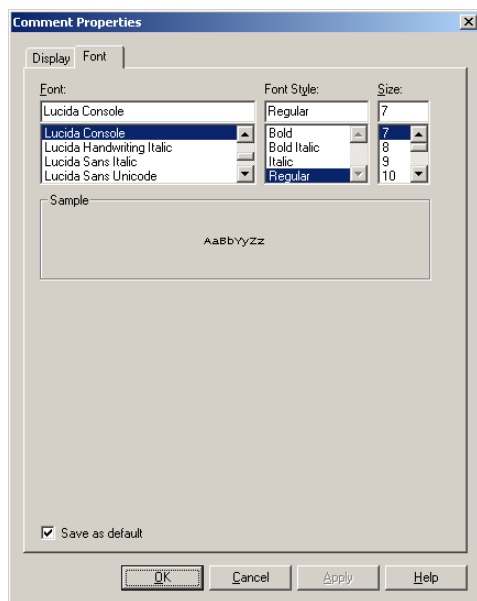 Comment Properties
Display Font
Font: Font Style: Size:
Lucida Console Regular 7
Lucida Console Bold 7
Lucida Handwriting Italic Bold Italic 8
Lucida Sans Italic Italic 9
Lucida Sans Unicode Regular 10
Sample
AaBbYyZz
Save as default
OK Cancel Apply Help